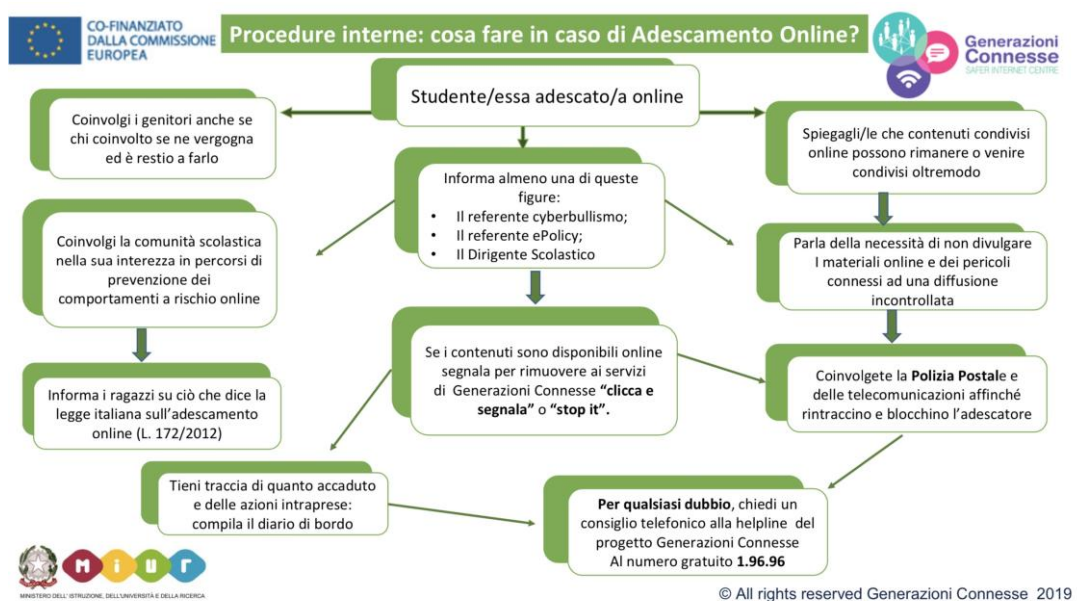 CO-FINANZIATO
DALLA COMMISSIONE
EUROPEA
Procedure interne: cosa fare in caso di Adescamento Online?
Generazioni
Connesse
SAFER INTERNET CENTRE
Studente/essa adescato/a online
Coinvolgi i genitori anche se
chi coinvolto se ne vergogna
ed è restio a farlo
Spiegagli/le che contenuti condivisi
online possono rimanere o venire
condivisi oltremodo
Informa almeno una di queste
figure:
• Il referente cyberbullismo;
• Il referente ePolicy;
• Il Dirigente Scolastico
Coinvolgi la comunità scolastica
nella sua interezza in percorsi di
prevenzione dei
comportamenti a rischio online
Parla della necessità di non divulgare
I materiali online e dei pericoli
connessi ad una diffusione
incontrollata
Se i contenuti sono disponibili online
segnala per rimuovere ai servizi
di Generazioni Connesse “clicca e
segnala” o “stop it”.
Informa i ragazzi su ciò che dice la
legge italiana sull’adescamento
online (L. 172/2012)
Coinvolgete la Polizia Postale e
delle telecomunicazioni affinché
rintraccino e blocchino l’adescatore
Tieni traccia di quanto accaduto
e delle azioni intraprese:
compila il diario di bordo
Per qualsiasi dubbio, chiedi un
consiglio telefonico alla helpline del
progetto Generazioni Connesse
Al numero gratuito 1.96.96
miur
MINISTERO DELL' ISTRUZIONE, DELL'UNIVERSITÀ E DELLA RICERCA
© All rights reserved Generazioni Connesse 2019